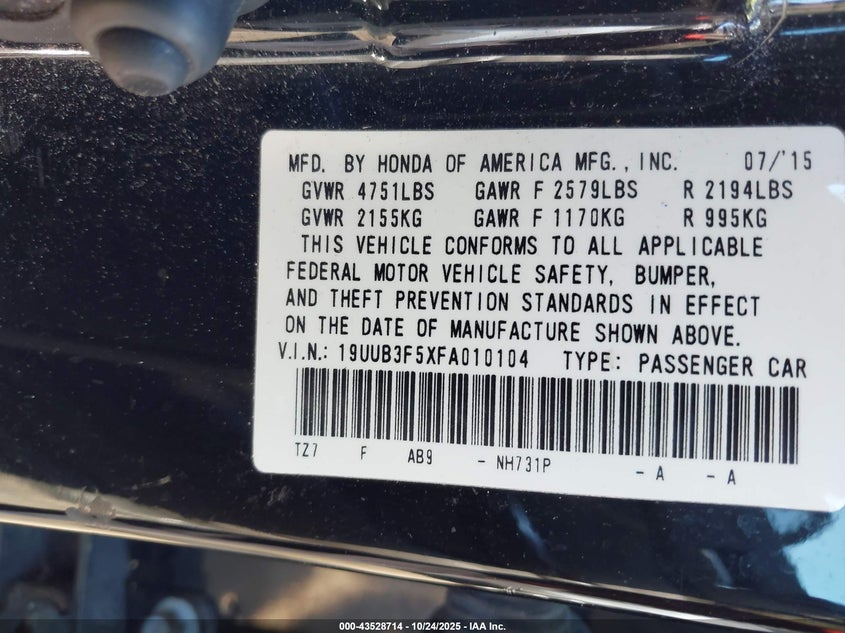 MFD. BY HONDA OF AMERICA MFG., INC. 07/'15
GVWR 4751LBS GAWR F 2579LBS R 2194LBS
GVWR 2155KG GAWR F 1170KG R 995KG
THIS VEHICLE CONFORMS TO ALL APPLICABLE
FEDERAL MOTOR VEHICLE SAFETY, BUMPER,
AND THEFT PREVENTION STANDARDS IN EFFECT
ON THE DATE OF MANUFACTURE SHOWN ABOVE.
V.I.N.: 19UUB3F5XFA010104 TYPE: PASSENGER CAR
TZ7 F AB9 - NH731P - A - A
000-43528714 - 10/24/2025 - IAA Inc.